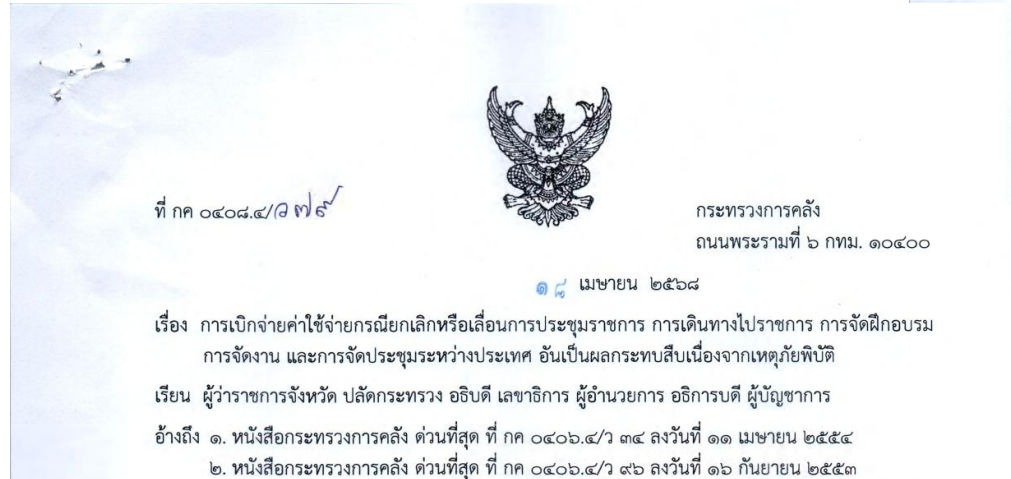 ที่ กค ๐๔๐๘.๔/ว ๗๙
กระทรวงการคลัง
ถนนพระรามที่ ๖ กทม. ๑๐๔๐๐
๑๘ เมษายน ๒๕๖๘
เรื่อง การเบิกจ่ายค่าใช้จ่ายกรณียกเลิกหรือเลื่อนการประชุมราชการ การเดินทางไปราชการ การจัดฝึกอบรม
การจัดงาน และการจัดประชุมระหว่างประเทศ อันเป็นผลกระทบสืบเนื่องจากเหตุภัยพิบัติ
เรียน ผู้ว่าราชการจังหวัด ปลัดกระทรวง อธิบดี เลขาธิการ ผู้อำนวยการ อธิการบดี ผู้บัญชาการ
อ้างถึง ๑. หนังสือกระทรวงการคลัง ด่วนที่สุด ที่ กค ๐๔๐๖.๔/ว ๓๔ ลงวันที่ ๑๑ เมษายน ๒๕๕๔
๒. หนังสือกระทรวงการคลัง ด่วนที่สุด ที่ กค ๐๔๐๖.๔/ว ๙๖ ลงวันที่ ๑๖ กันยายน ๒๕๕๓